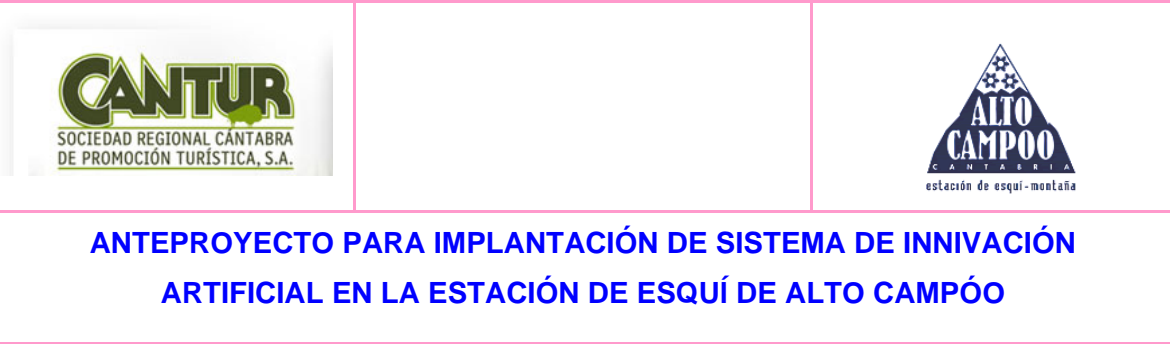 CANTUR
SOCIEDAD REGIONAL CÁNTABRA
DE PROMOCIÓN TURÍSTICA, S.A.
ALTO
CAMPOO
CANTABRIA
estación de esquí-montaña
ANTEPROYECTO PARA IMPLANTACIÓN DE SISTEMA DE INNIVACIÓN
ARTIFICIAL EN LA ESTACIÓN DE ESQUÍ DE ALTO CAMPÓO